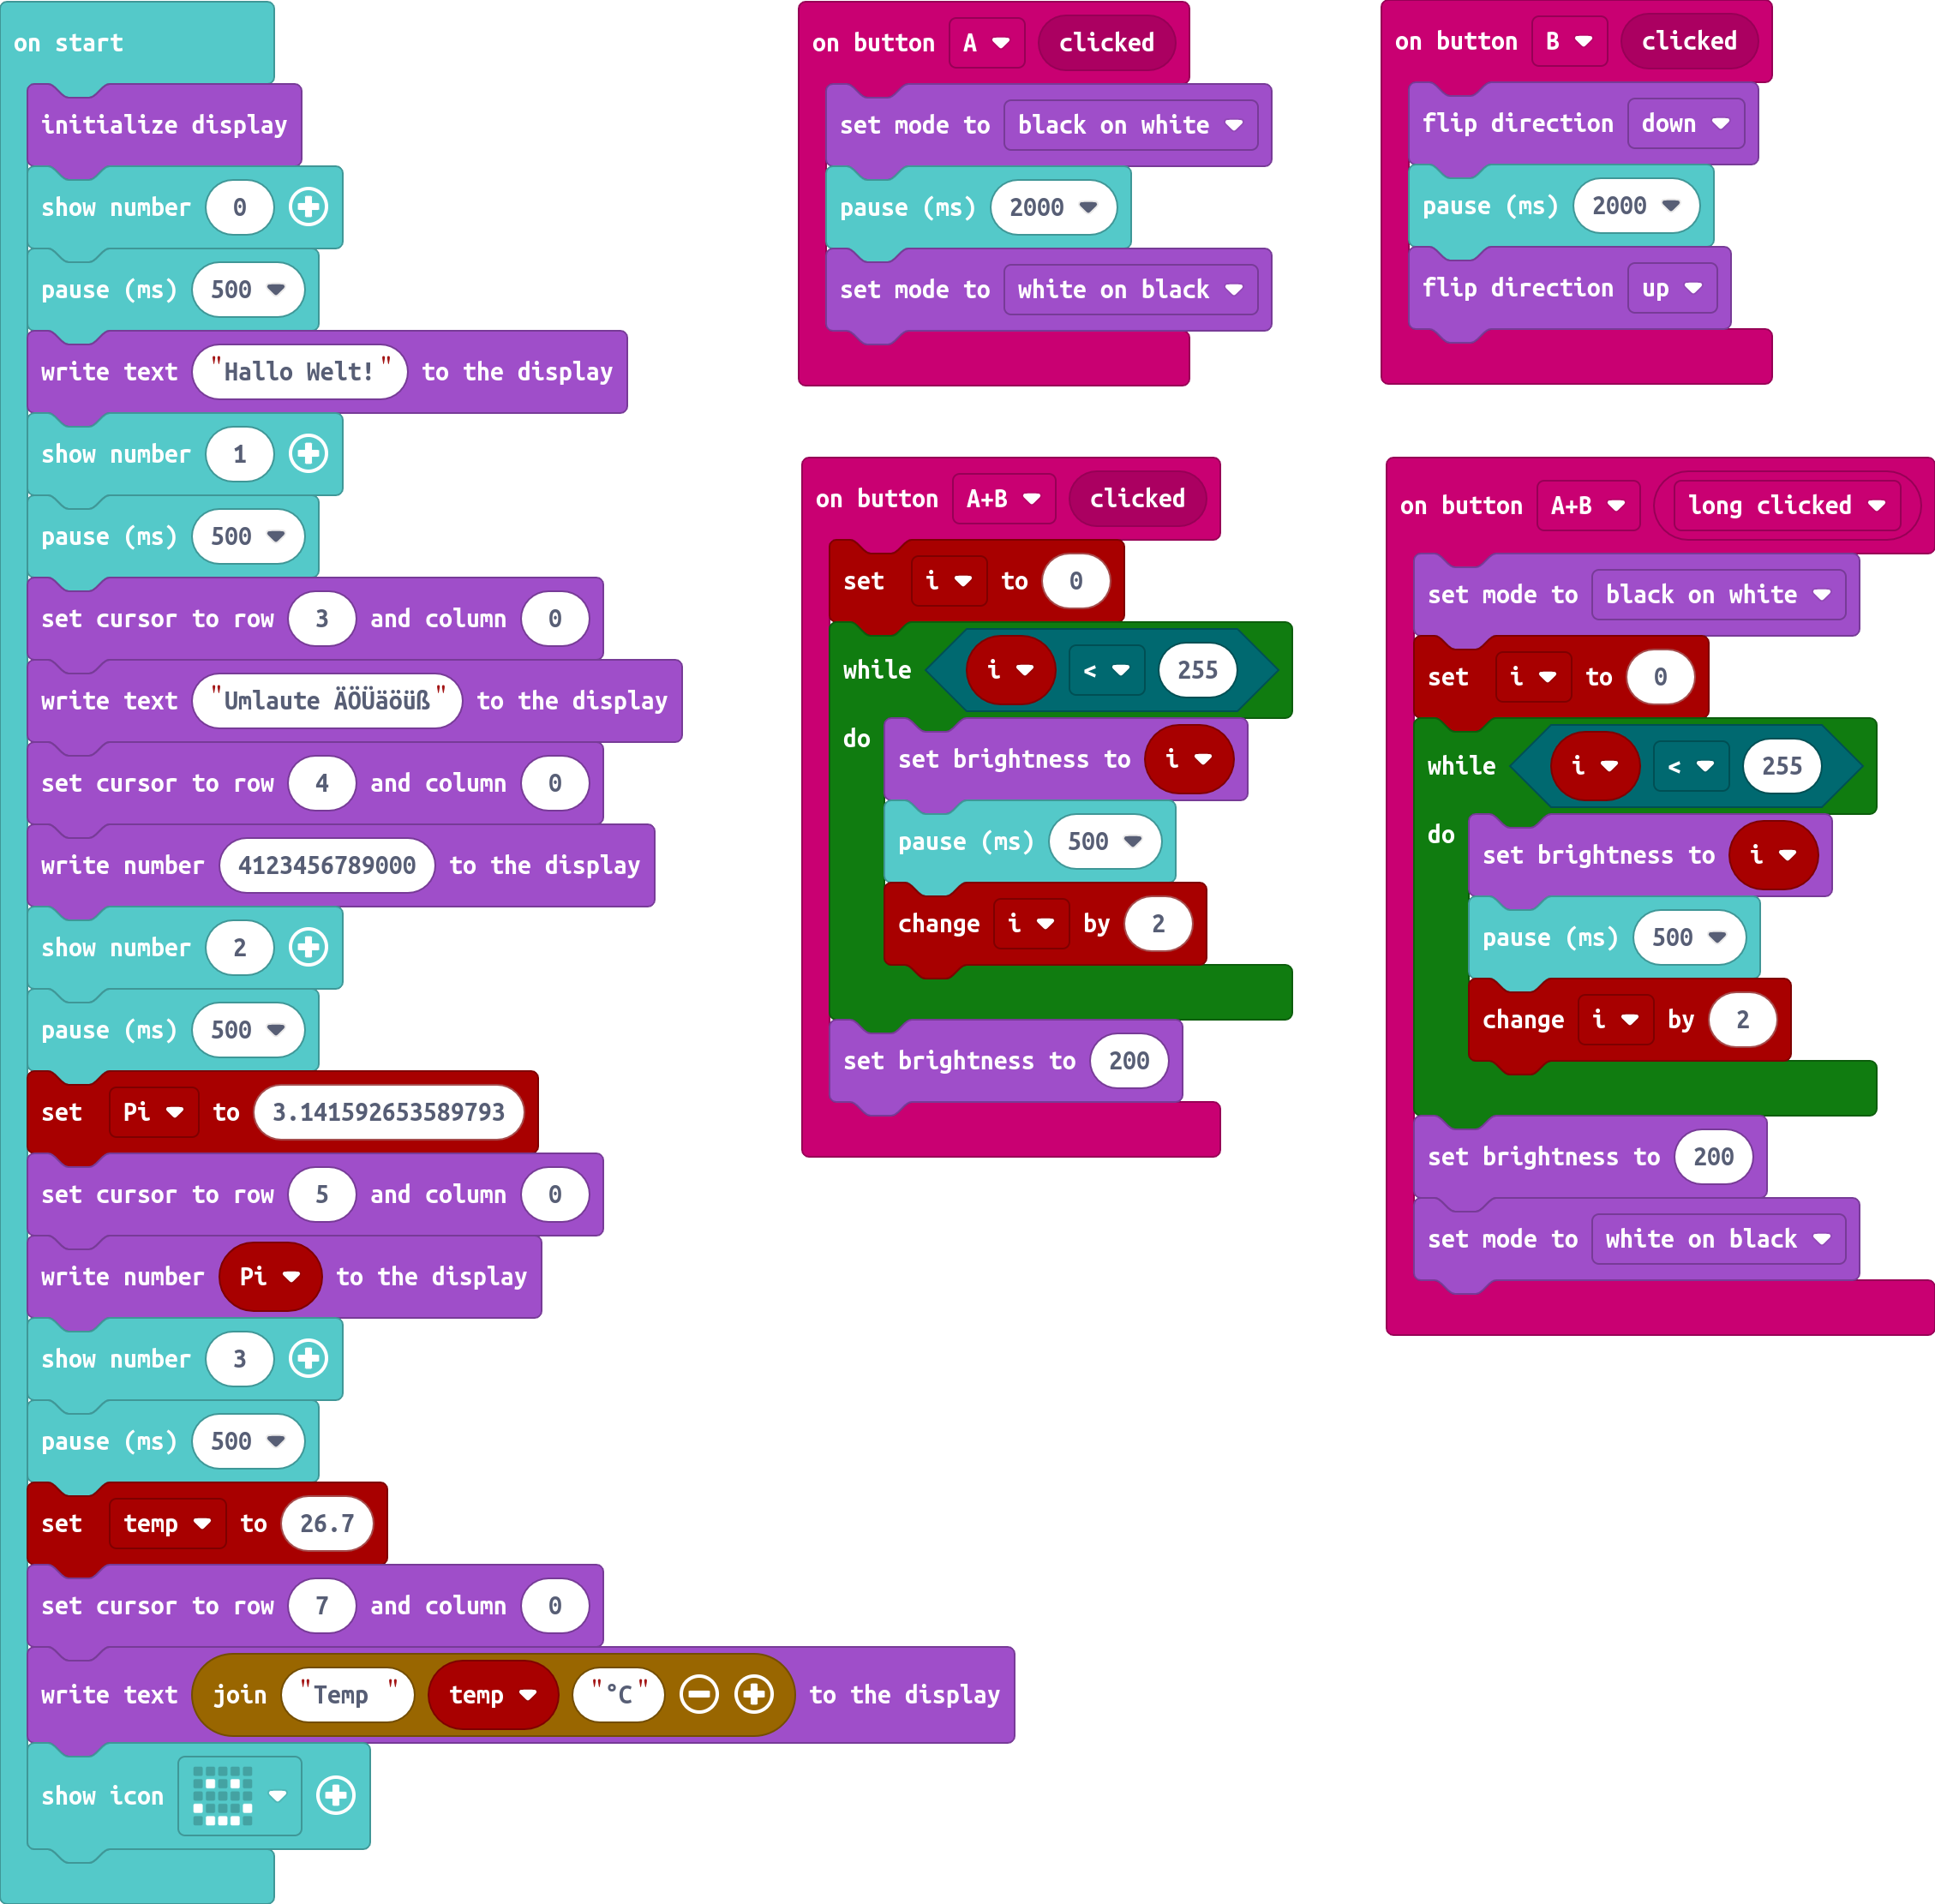 on start
initialize display
show number 0
pause (ms) 500
write text "Hallo Welt!" to the display
show number 1
pause (ms) 500
set cursor to row 3 and column 0
write text "Umlaute ÄÖÜäöüß" to the display
set cursor to row 4 and column 0
write number 4123456789000 to the display
show number 2
pause (ms) 500
set Pi to 3.141592653589793
set cursor to row 5 and column 0
write number Pi to the display
show number 3
pause (ms) 500
set temp to 26.7
set cursor to row 7 and column 0
write text join "Temp " temp "°C" to the display
show icon
on button A clicked
set mode to black on white
pause (ms) 2000
set mode to white on black
on button B clicked
flip direction down
pause (ms) 2000
flip direction up
on button A+B clicked
set i to 0
while i < 255
do
set brightness to i
pause (ms) 500
change i by 2
set brightness to 200
on button A+B long clicked
set mode to black on white
set i to 0
while i < 255
do
set brightness to i
pause (ms) 500
change i by 2
set brightness to 200
set mode to white on black